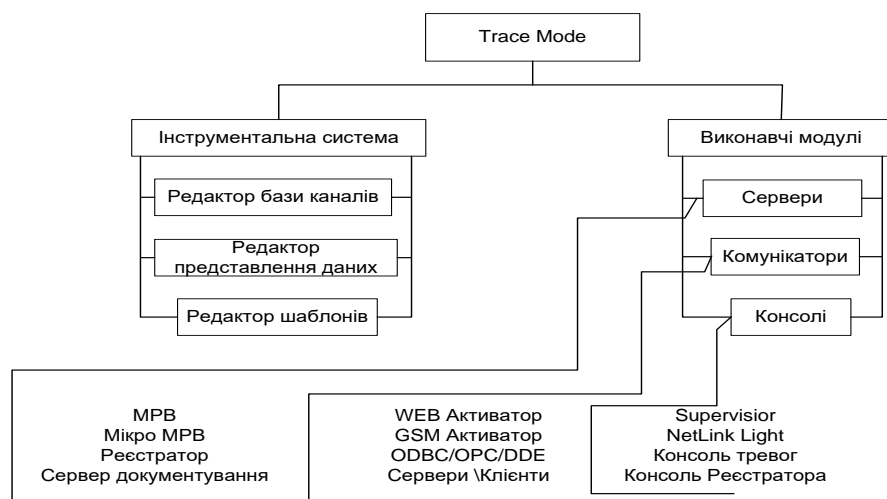 Trace Mode
Інструментальна система
Виконавчі модулі
Редактор бази каналів
Редактор
представлення даних
Редактор шаблонів
Сервери
Комунікатори
Консолі
МРВ
Мікро МРВ
Реєстратор
Сервер документування
WEB Активатор
GSM Активатор
ODBC/OPC/DDE
Сервери \Клієнти
Supervisior
NetLink Light
Консоль тревог
Консоль Реєстратора